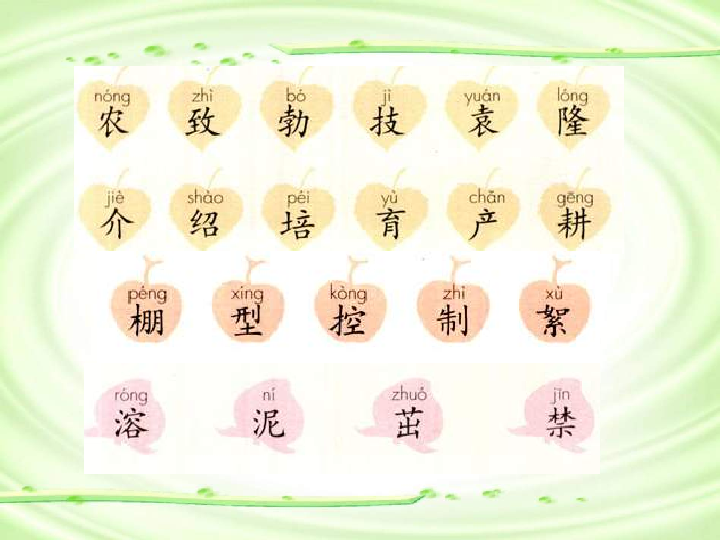 nóng zhì bó jì yuán lóng
农 致 勃 技 袁 隆
jiè shào péi yù chǎn gēng
介 绍 培 育 产 耕
péng xíng kòng zhì xù
棚 型 控 制 絮
róng ní zhuó jīn
溶 泥 茁 禁